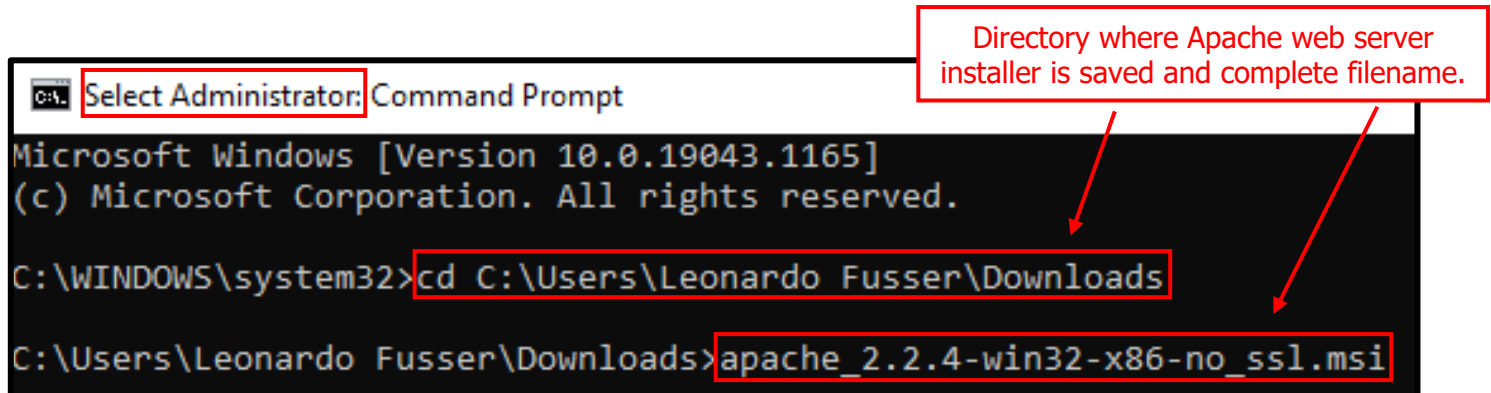 Directory where Apache web server
installer is saved and complete filename.
Select Administrator: Command Prompt
Microsoft Windows [Version 10.0.19043.1165]
(c) Microsoft Corporation. All rights reserved.
C:\WINDOWS\system32>cd C:\Users\Leonardo Fusser\Downloads
C:\Users\Leonardo Fusser\Downloads>apache_2.2.4-win32-x86-no_ssl.msi